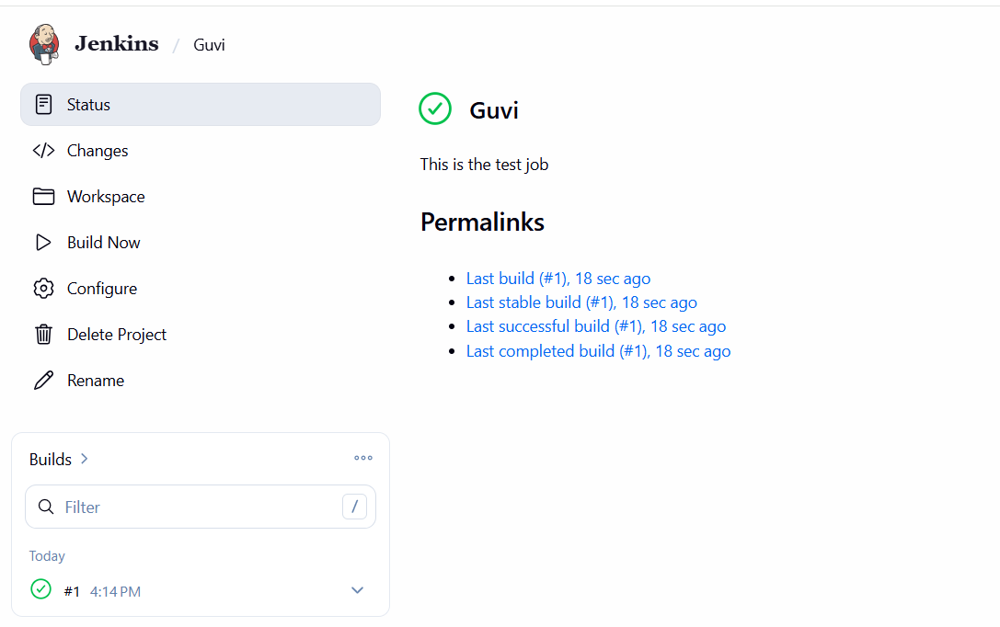 Jenkins / Guvi
Status
Changes
Workspace
Build Now
Configure
Delete Project
Rename
Builds
Filter /
Today
#1 4:14 PM
Guvi
This is the test job
Permalinks
Last build (#1), 18 sec ago
Last stable build (#1), 18 sec ago
Last successful build (#1), 18 sec ago
Last completed build (#1), 18 sec ago